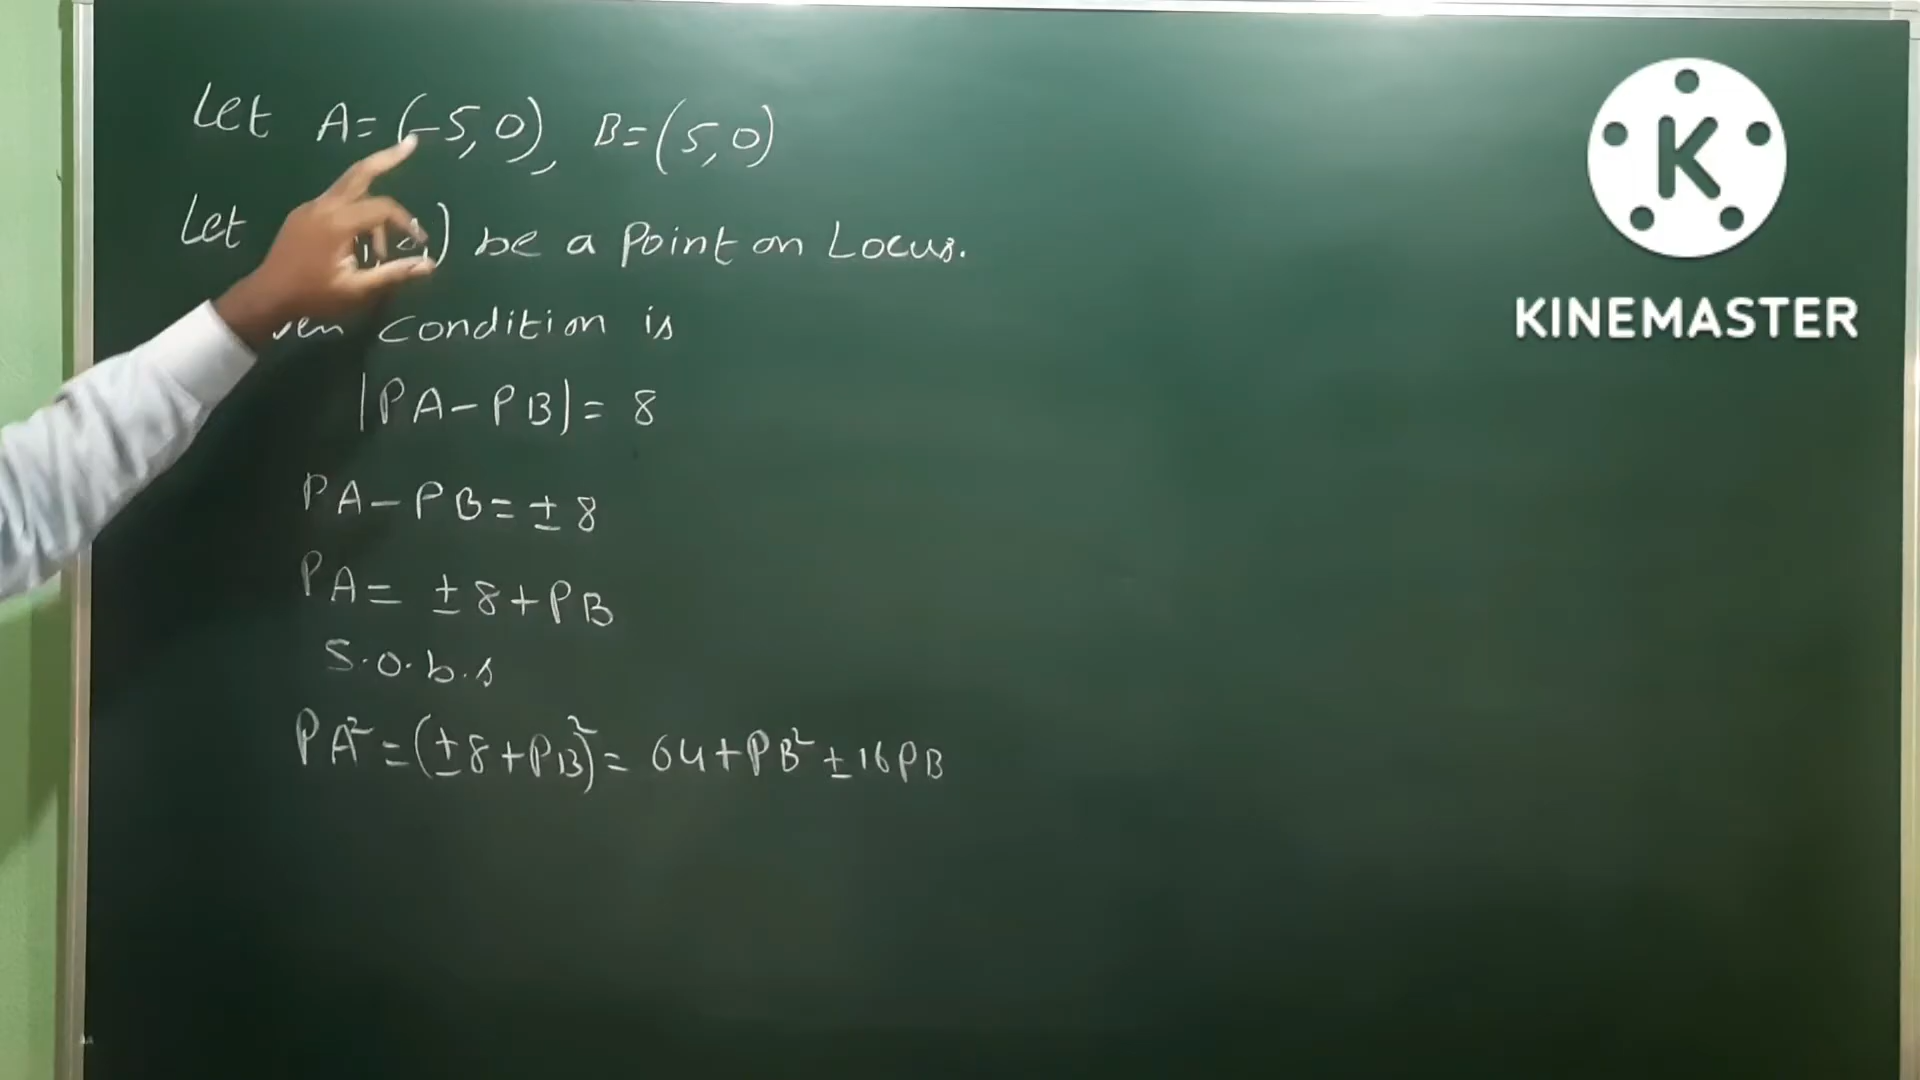 Let A=(-5,0), B=(5,0)
Let be a point on Locus.
condition is
|PA-PB|= 8
PA-PB=±8
PA= ±8+PB
S.o.b.s
PA²=(±8+PB)²= 64+PB²±16PB
K
KINEMASTER